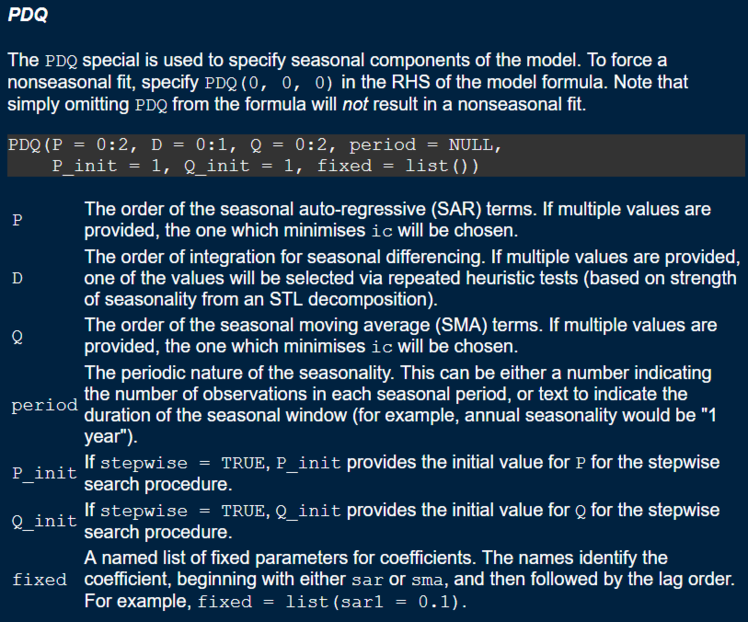 PDQ
The PDQ special is used to specify seasonal components of the model. To force a
nonseasonal fit, specify PDQ(0, 0, 0) in the RHS of the model formula. Note that
simply omitting PDQ from the formula will not result in a nonseasonal fit.
PDQ(P = 0:2, D = 0:1, Q = 0:2, period = NULL,
P_init = 1, Q_init = 1, fixed = list())
P
The order of the seasonal auto-regressive (SAR) terms. If multiple values are
provided, the one which minimises ic will be chosen.
D
The order of integration for seasonal differencing. If multiple values are provided,
one of the values will be selected via repeated heuristic tests (based on strength
of seasonality from an STL decomposition).
Q
The order of the seasonal moving average (SMA) terms. If multiple values are
provided, the one which minimises ic will be chosen.
period
The periodic nature of the seasonality. This can be either a number indicating
the number of observations in each seasonal period, or text to indicate the
duration of the seasonal window (for example, annual seasonality would be "1
year").
P_init
If stepwise = TRUE, P_init provides the initial value for P for the stepwise
search procedure.
Q_init
If stepwise = TRUE, Q_init provides the initial value for Q for the stepwise
search procedure.
fixed
A named list of fixed parameters for coefficients. The names identify the
coefficient, beginning with either sar or sma, and then followed by the lag order.
For example, fixed = list(sar1 = 0.1).